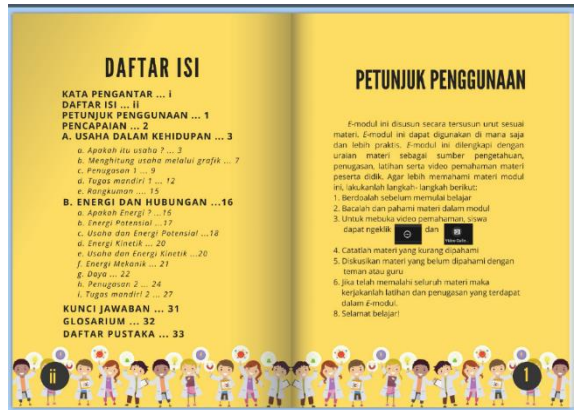 DAFTAR ISI
KATA PENGANTAR ... i
DAFTAR ISI ... ii
PETUNJUK PENGGUNAAN ... 1
PENCAPAIAN ... 2
A. USAHA DALAM KEHIDUPAN ... 3
a. Apakah itu usaha ? ... 3
b. Menghitung usaha melalui grafik ... 7
c. Penugasan 1 ... 9
d. Tugas mandiri 1 ... 12
e. Rangkuman .... 15
B. ENERGI DAN HUBUNGAN ...16
a. Apakah Energi ? ...16
b. Energi Potensial ...17
c. Usaha dan Energi Potensial ...18
d. Energi Kinetik ... 20
e. Usaha dan Energi Kinetik ...20
f. Energi Mekanik ... 21
g. Daya ... 22
h. Penugasan 2 ... 24
i. Tugas mandiri 2 ... 27
KUNCI JAWABAN ... 31
GLOSARIUM ... 32
DAFTAR PUSTAKA ... 33
ii
PETUNJUK PENGGUNAAN
E-modul ini disusun secara tersusun urut sesuai
materi. E-modul ini dapat digunakan di mana saja
dan lebih praktis. E-modul ini dilengkapi dengan
uraian materi sebagai sumber pengetahuan,
penugasan, latihan serta video pemahaman materi
peserta didik. Agar lebih memahami materi modul
ini, lakukanlah langkah- langkah berikut:
1. Berdoalah sebelum memulai belajar
2. Bacalah dan pahami materi dalam modul
3. Untuk mebuka video pemahaman, siswa
dapat ngeklik dan
4. Catatlah materi yang kurang dipahami
5. Diskusikan materi yang belum dipahami dengan
teman atau guru
6. Jika telah memalahi seluruh materi maka
kerjakanlah latihan dan penugasan yang terdapat
dalam E-modul.
8. Selamat belajar!
1